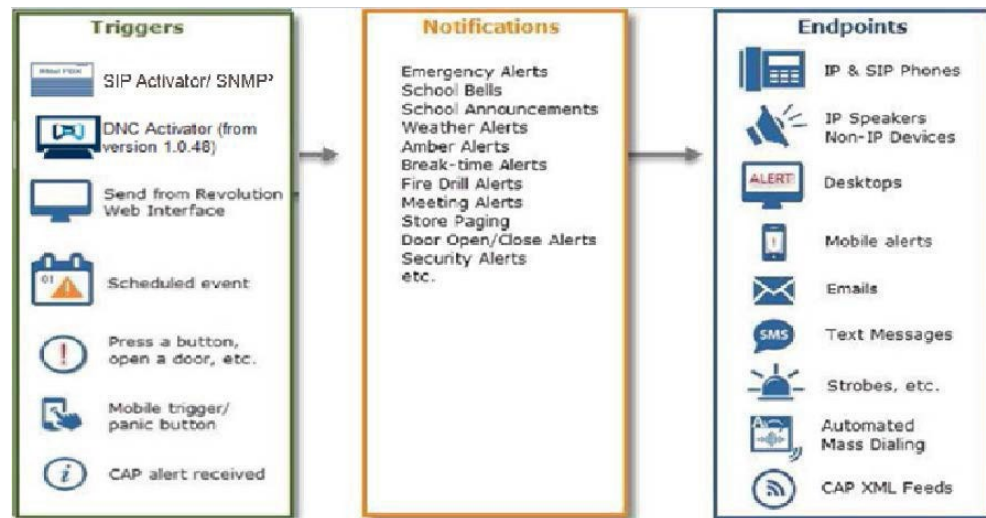 Triggers
SIP Activator/ SNMP³
DNC Activator (from
version 1.0.48)
Send from Revolution
Web Interface
01
Scheduled event
!
Press a button,
open a door, etc.
Mobile trigger/
panic button
i
CAP alert received
Notifications
Emergency Alerts
School Bells
School Announcements
Weather Alerts
Amber Alerts
Break-time Alerts
Fire Drill Alerts
Meeting Alerts
Store Paging
Door Open/Close Alerts
Security Alerts
etc.
Endpoints
IP & SIP Phones
IP Speakers
Non-IP Devices
ALERT!
Desktops
!
Mobile alerts
Emails
SMS
Text Messages
Strobes, etc.
Automated
Mass Dialing
CAP XML Feeds